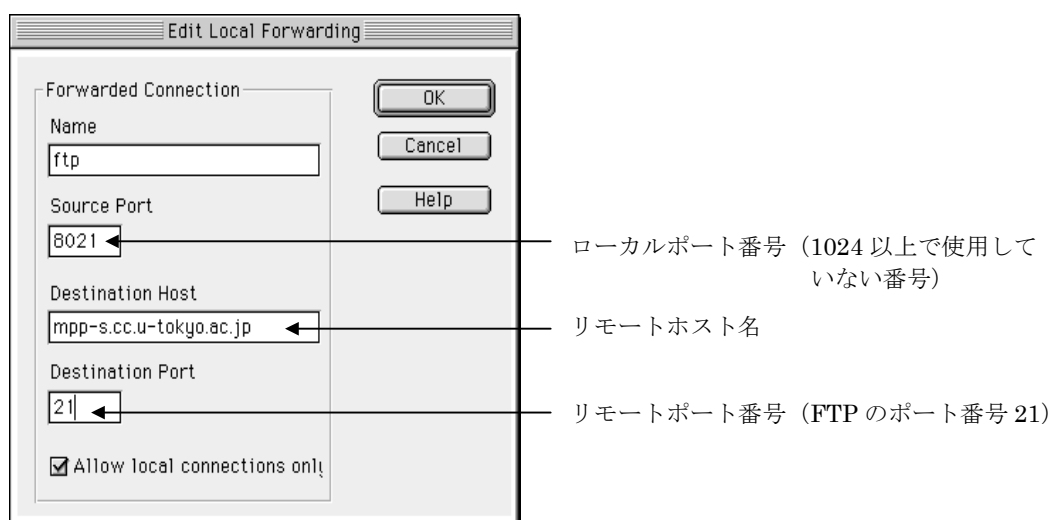 Edit Local Forwarding
Forwarded Connection
Name
ftp
Source Port
8021
Destination Host
mpp-s.cc.u-tokyo.ac.jp
Destination Port
21
Allow local connections only
OK
Cancel
Help
ローカルポート番号（1024 以上で使用して
いない番号）
リモートホスト名
リモートポート番号（FTP のポート番号 21）